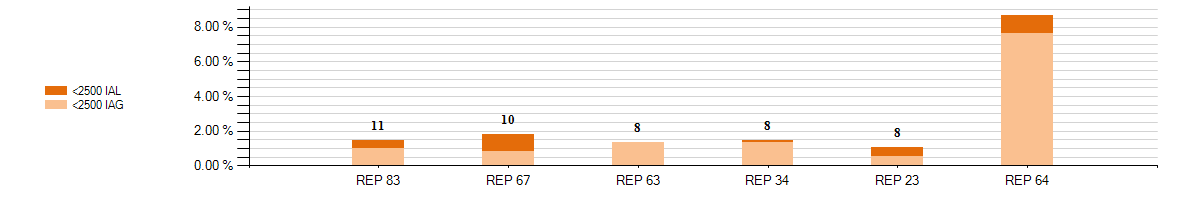 8.00 %
6.00 %
4.00 %
2.00 %
0.00 %
<2500 IAL
<2500 IAG
11
10
8
8
8
REP 83
REP 67
REP 63
REP 34
REP 23
REP 64